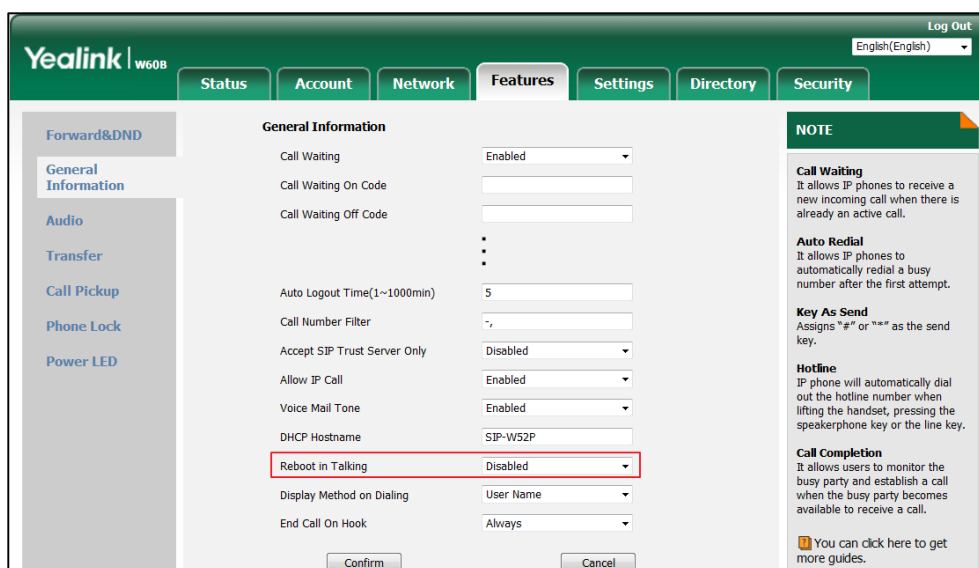 Log Out
Yealink | W60B
English(English)
Status Account Network Features Settings Directory Security
Forward&DND
General
Information
Audio
Transfer
Call Pickup
Phone Lock
Power LED
General Information
Call Waiting Enabled
Call Waiting On Code
Call Waiting Off Code
Auto Logout Time(1~1000min) 5
Call Number Filter -,
Accept SIP Trust Server Only Disabled
Allow IP Call Enabled
Voice Mail Tone Enabled
DHCP Hostname SIP-W52P
Reboot in Talking Disabled
Display Method on Dialing User Name
End Call On Hook Always
Confirm Cancel
NOTE
Call Waiting
It allows IP phones to receive a
new incoming call when there is
already an active call.
Auto Redial
It allows IP phones to
automatically redial a busy
number after the first attempt.
Key As Send
Assigns "#" or "*" as the send
key.
Hotline
IP phone will automatically dial
out the hotline number when
lifting the handset, pressing the
speakerphone key or the line key.
Call Completion
It allows users to monitor the
busy party and establish a call
when the busy party becomes
available to receive a call.
You can click here to get
more guides.